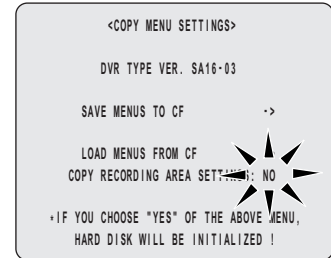 <COPY MENU SETTINGS>
DVR TYPE VER. SA16-03
SAVE MENUS TO CF ->
LOAD MENUS FROM CF
COPY RECORDING AREA : NO
*IF YOU CHOOSE "YES" OF THE ABOVE MENU,
HARD DISK WILL BE INITIALIZED !